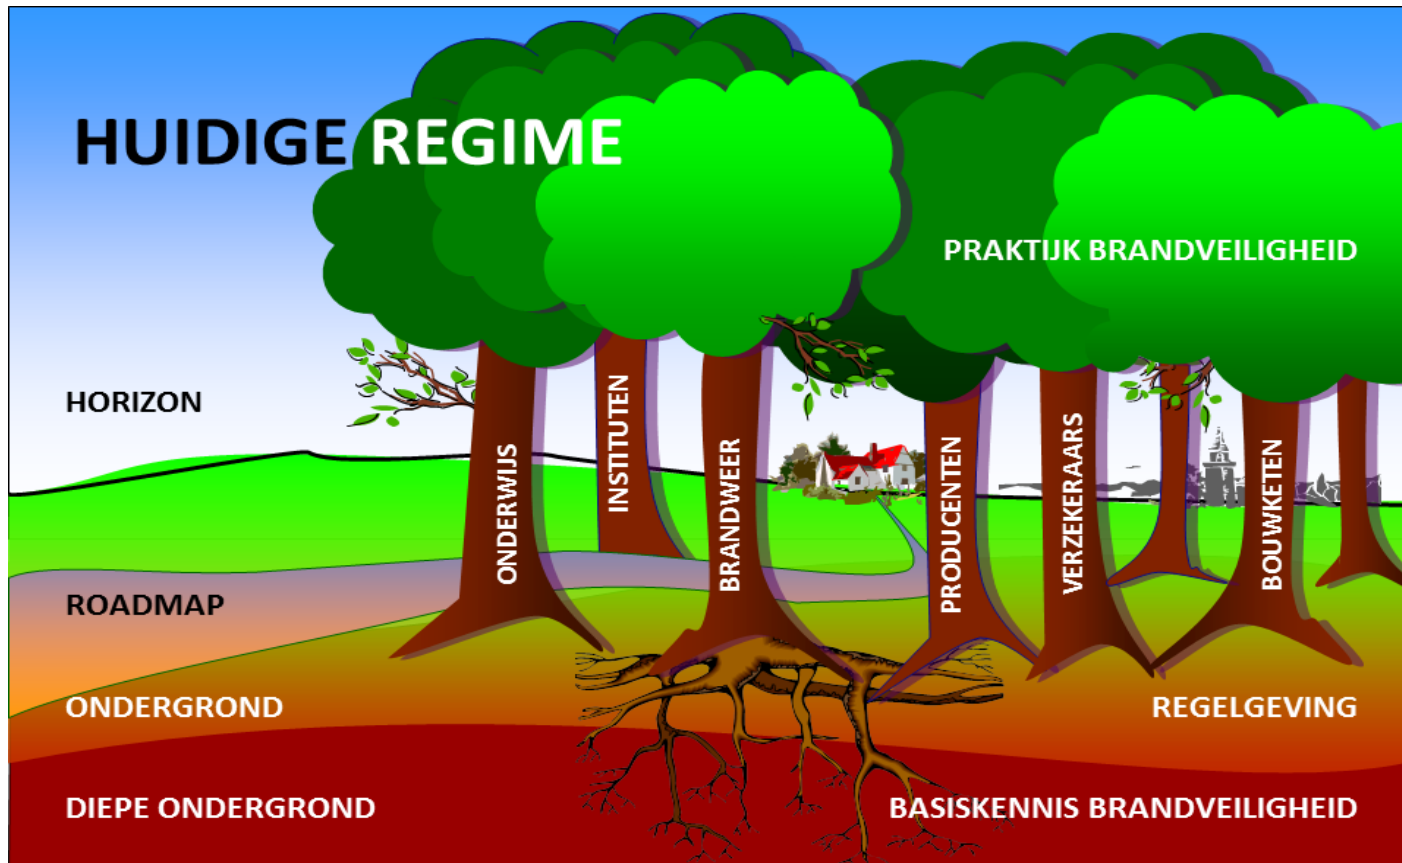 HUIDIGE REGIME
PRAKTIJK BRANDVEILIGHEID
HORIZON
ONDERWIJS
INSTITUTEN
BRANDWEER
PRODUCENTEN
VERZEKERAARS
BOUWKETEN
ROADMAP
ONDERGROND
REGELGEVING
DIEPE ONDERGROND
BASISKENNIS BRANDVEILIGHEID